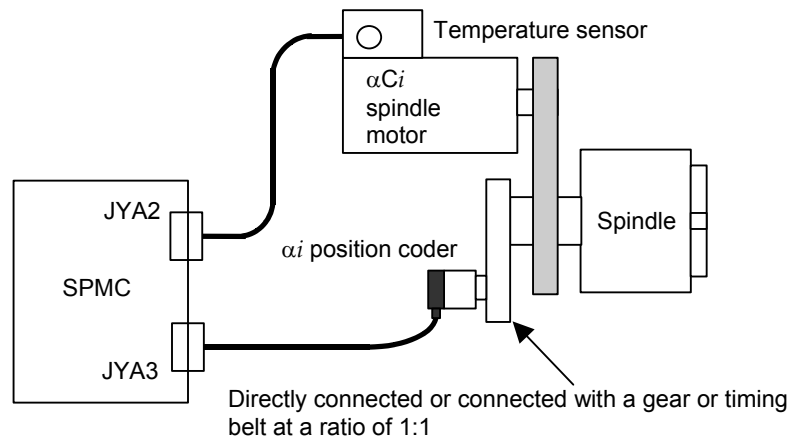 Temperature sensor
αCi
spindle
motor
JYA2
Spindle
αi position coder
SPMC
JYA3
Directly connected or connected with a gear or timing
belt at a ratio of 1:1